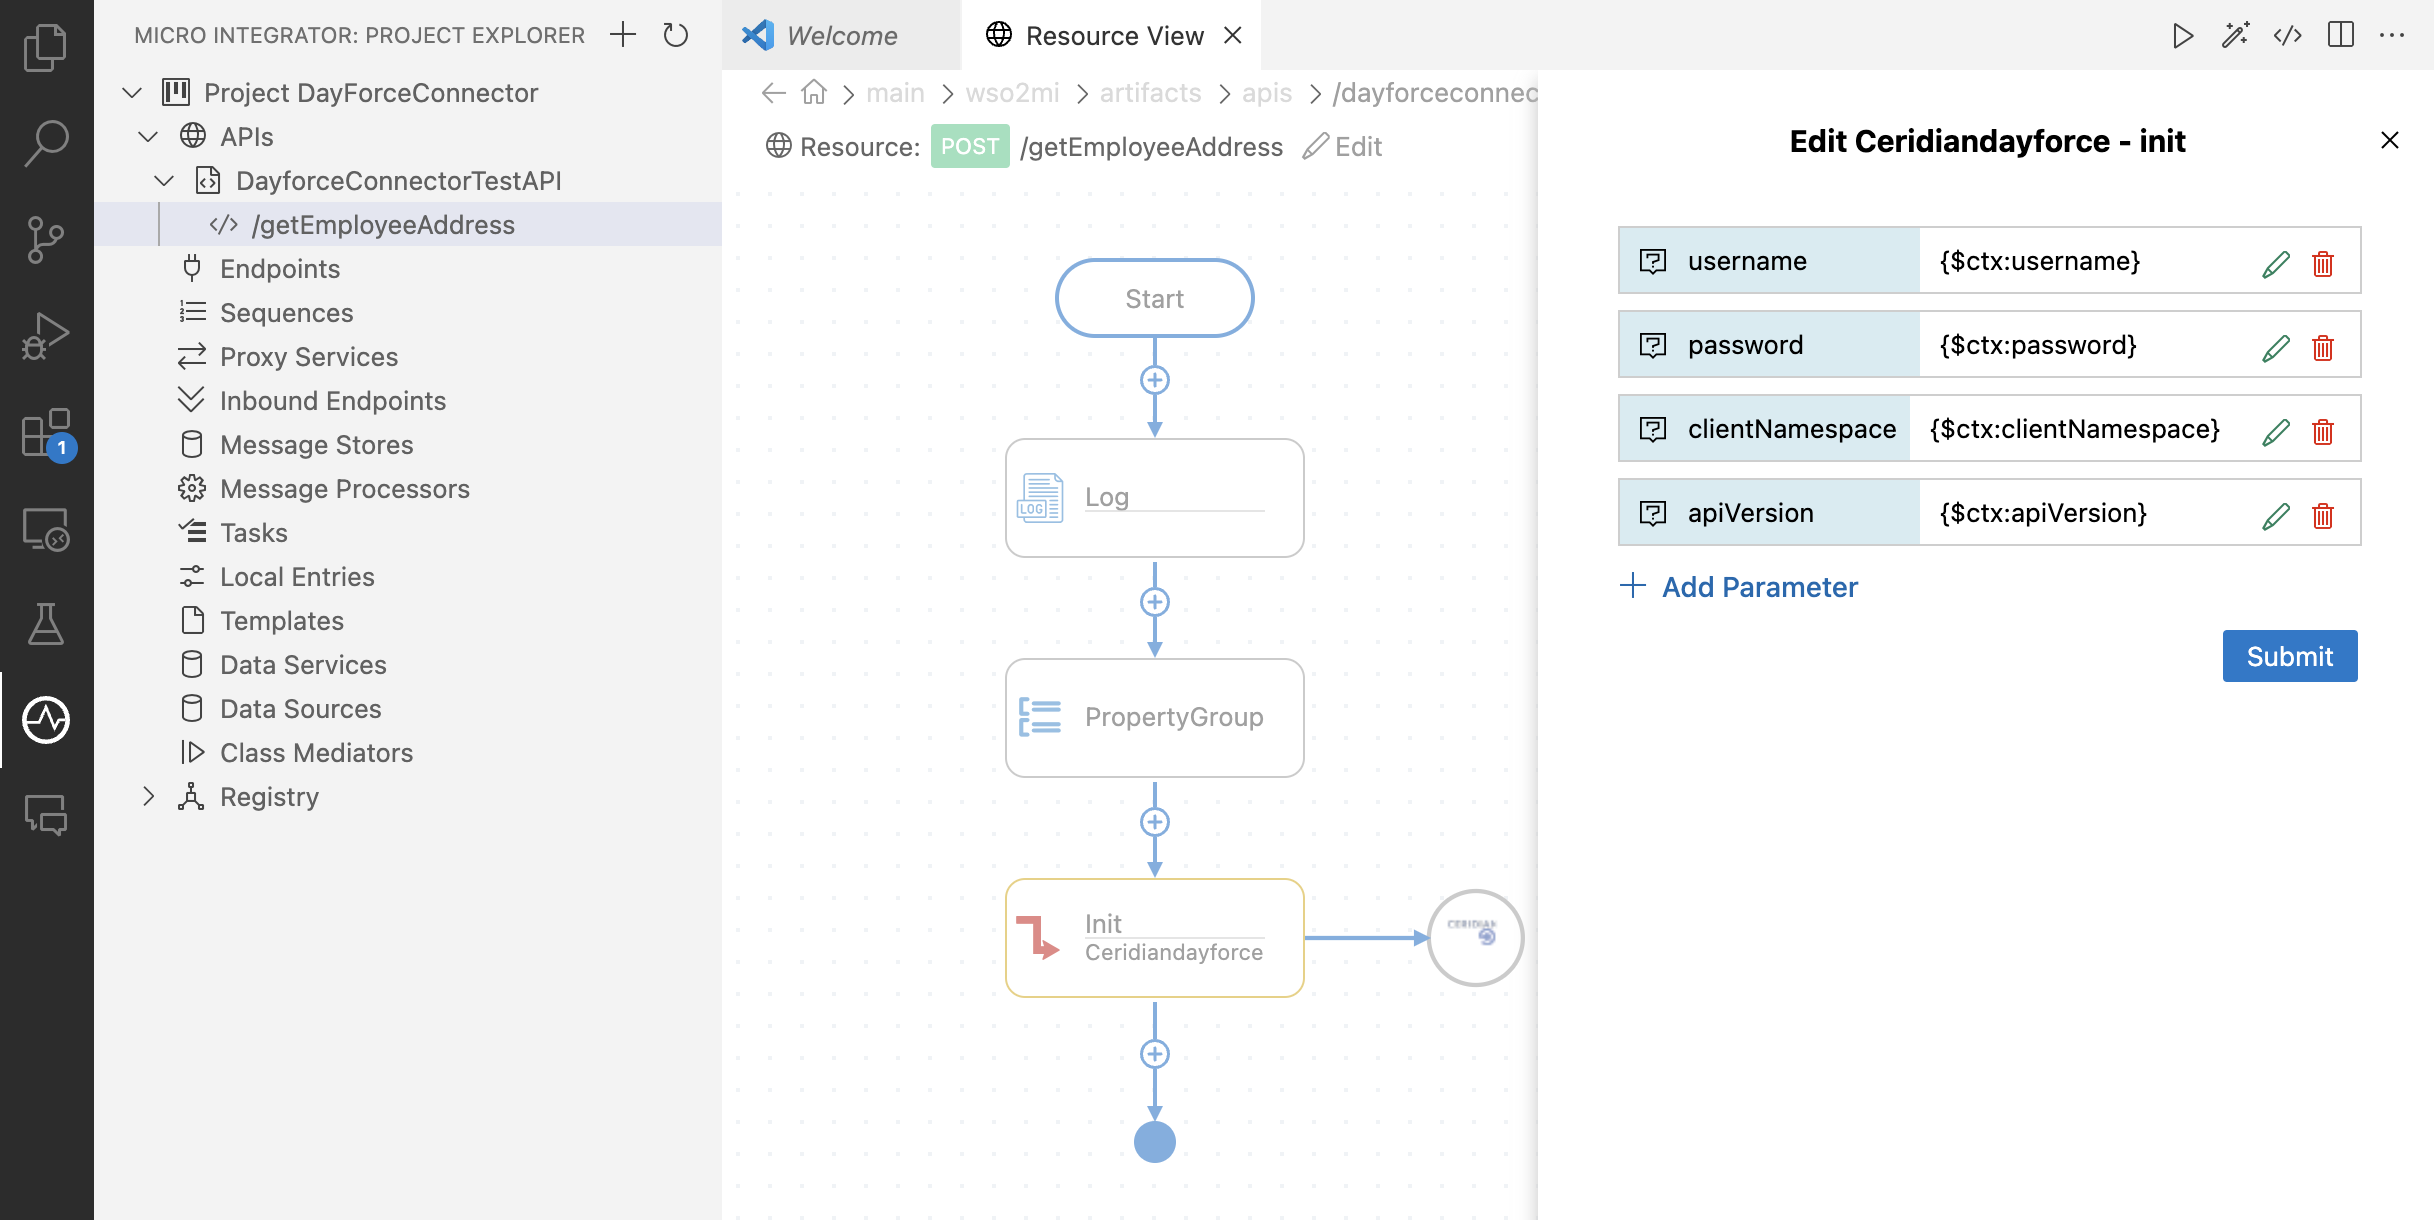 MICRO INTEGRATOR: PROJECT EXPLORER
Project DayForceConnector
APIs
DayforceConnectorTestAPI
/getEmployeeAddress
Endpoints
Sequences
Proxy Services
Inbound Endpoints
Message Stores
Message Processors
Tasks
Local Entries
Templates
Data Services
Data Sources
Class Mediators
Registry
1
Welcome
Resource View
main > wso2mi > artifacts > apis > /dayforceconnec
Resource: POST /getEmployeeAddress Edit
Start
LOG
Log
PropertyGroup
Init
Ceridiandayforce
CERIDIAN
Edit Ceridiandayforce - init
username {$ctx:username}
password {$ctx:password}
clientNamespace {$ctx:clientNamespace}
apiVersion {$ctx:apiVersion}
Add Parameter
Submit